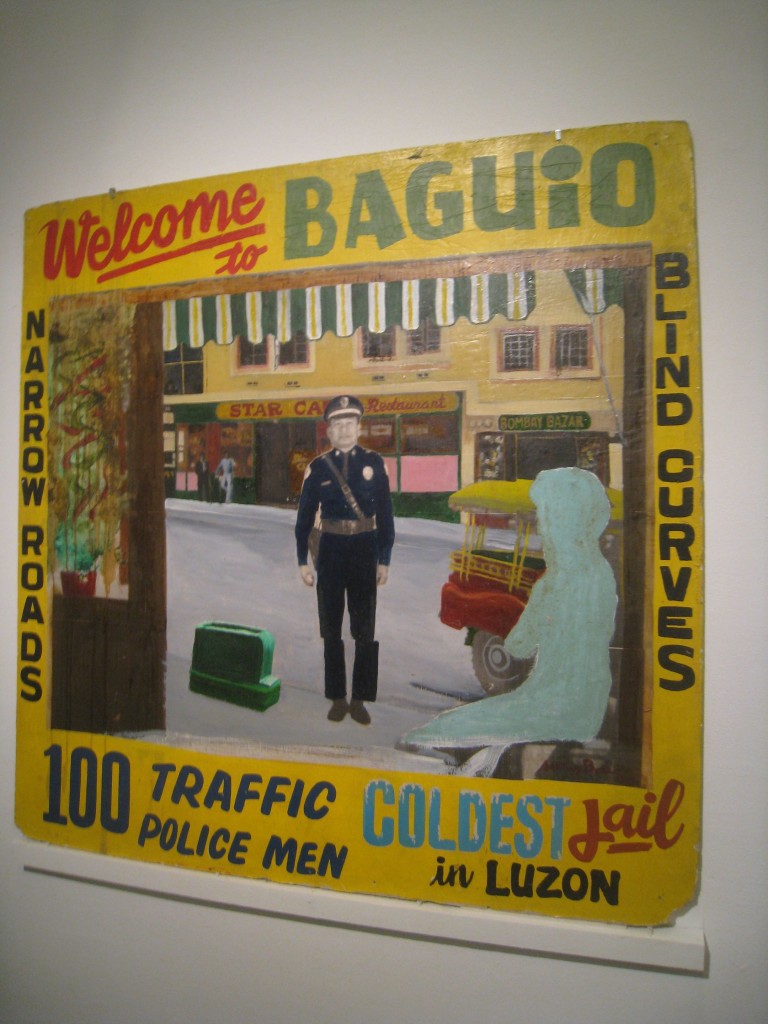 Welcome to BAGUIO
NARROW ROADS
BLIND CURVES
STAR CA Restaurant
BOMBAY BAZAR
100 TRAFFIC POLICE MEN
COLDEST Jail in LUZON